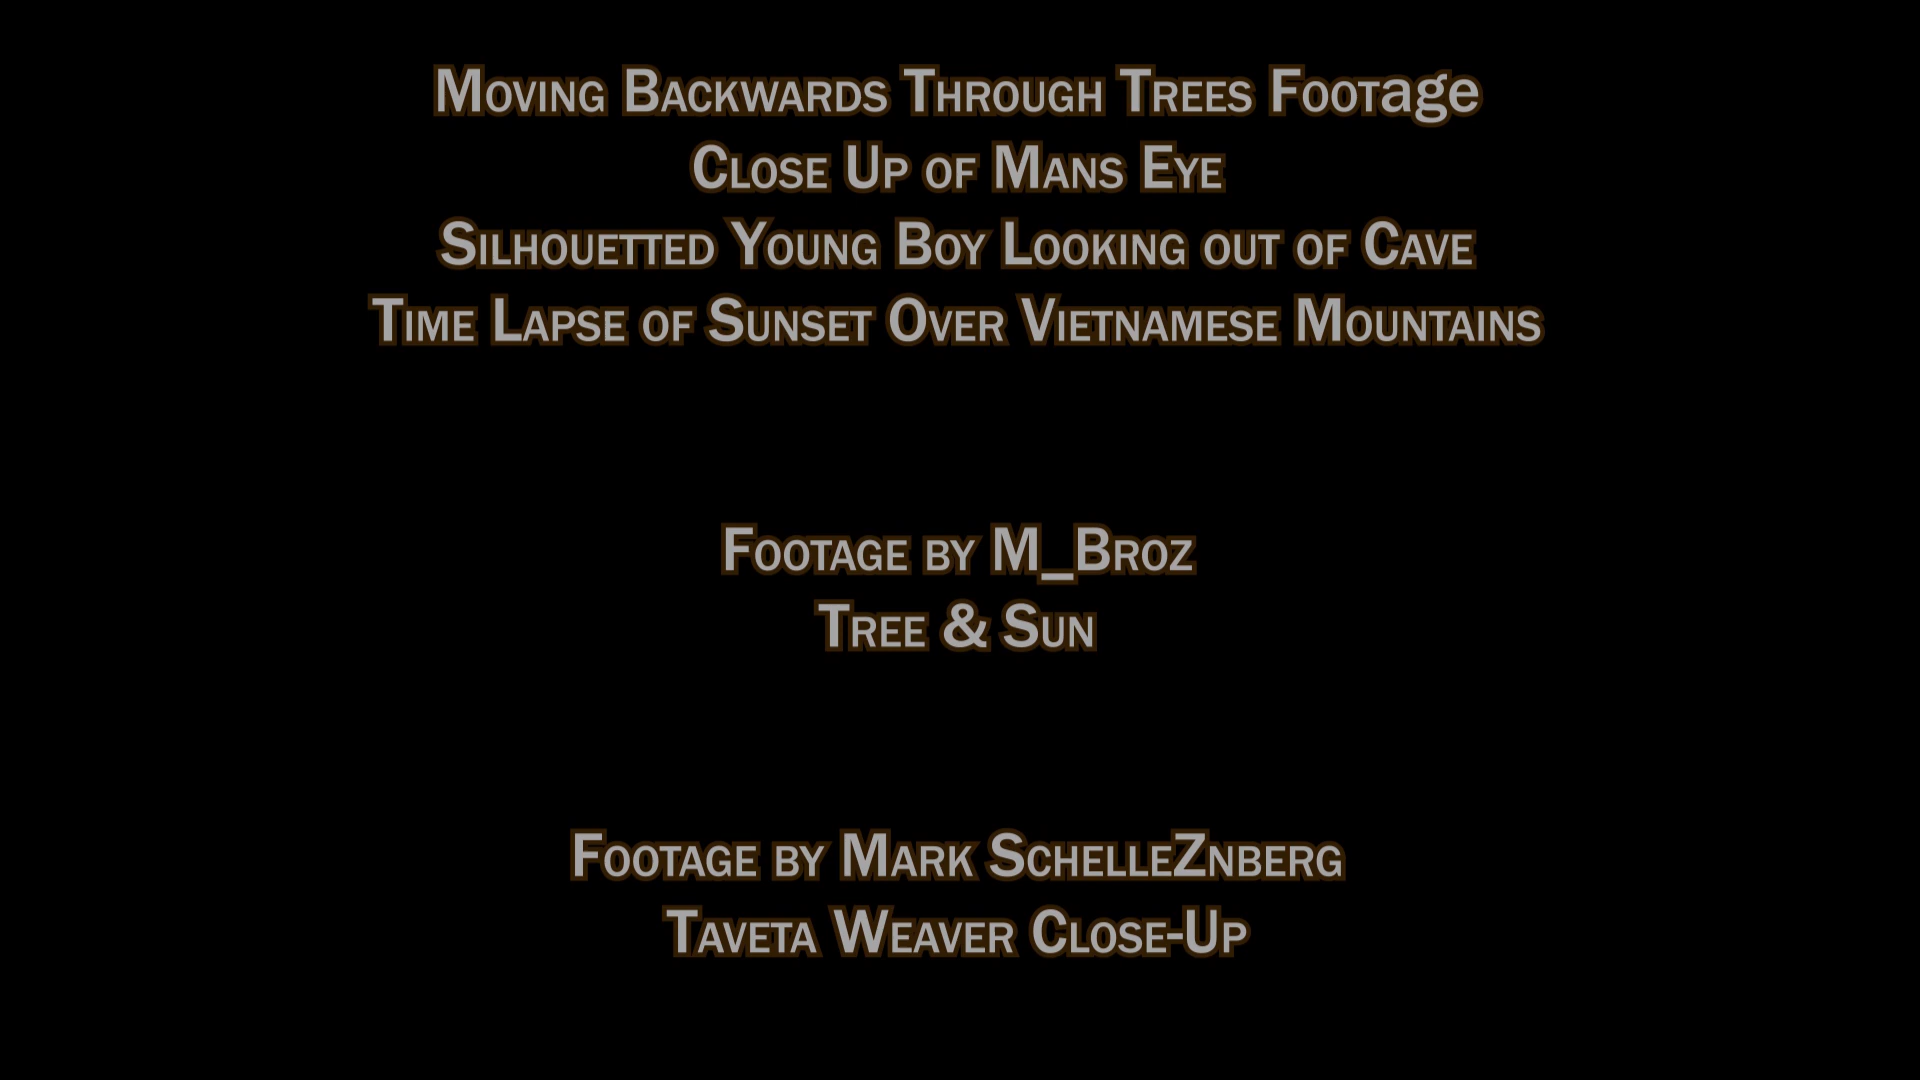 Moving Backwards Through Trees Footage
Close Up of Mans Eye
Silhouetted Young Boy Looking out of Cave
Time Lapse of Sunset Over Vietnamese Mountains
Footage by M_Broz
Tree & Sun
Footage by Mark SchelleZnberg
Taveta Weaver Close-Up